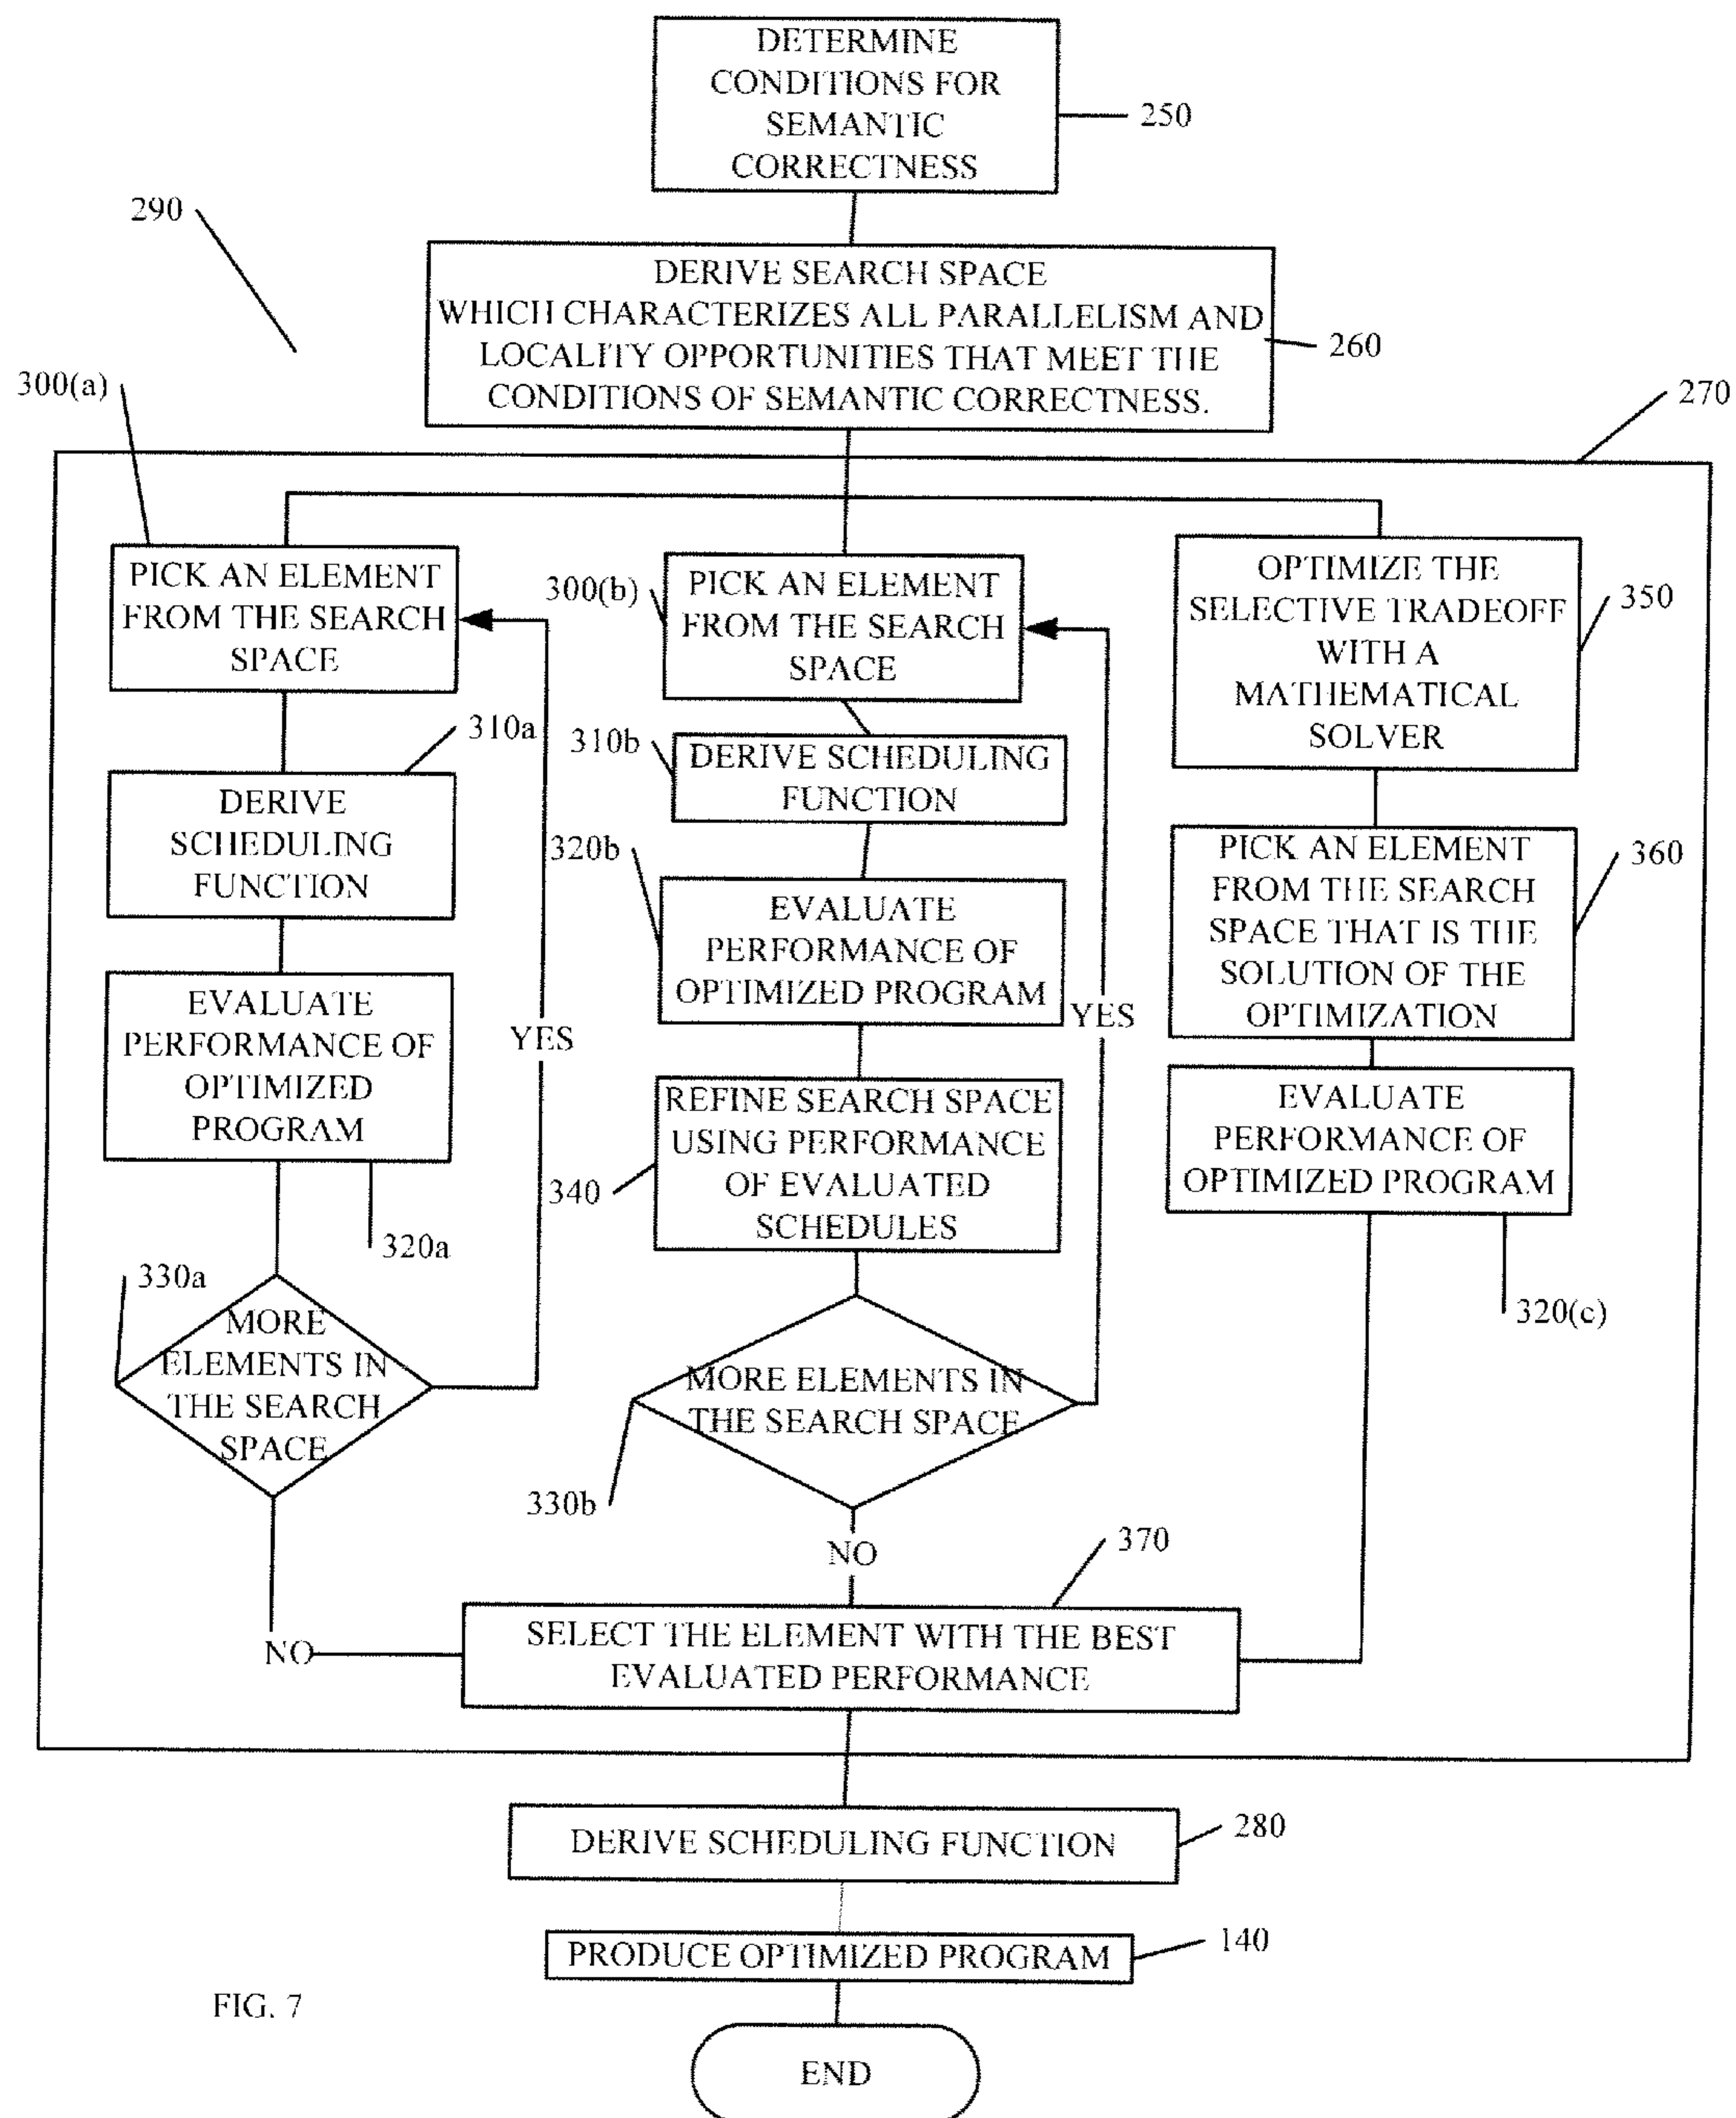 DETERMINE
CONDITIONS FOR
SEMANTIC
CORRECTNESS
250
290
DERIVE SEARCH SPACE
WHICH CHARACTERIZES ALL PARALLELISM AND
LOCALITY OPPORTUNITIES THAT MEET THE
CONDITIONS OF SEMANTIC CORRECTNESS.
260
270
300(a)
PICK AN ELEMENT
FROM THE SEARCH
SPACE
310a
DERIVE
SCHEDULING
FUNCTION
EVALUATE
PERFORMANCE OF
OPTIMIZED
PROGRAM
320a
330a
MORE
ELEMENTS IN
THE SEARCH
SPACE
YES
NO
300(b)
PICK AN ELEMENT
FROM THE SEARCH
SPACE
310b
DERIVE SCHEDULING
FUNCTION
320b
EVALUATE
PERFORMANCE OF
OPTIMIZED PROGRAM
340
REFINE SEARCH SPACE
USING PERFORMANCE
OF EVALUATED
SCHEDULES
YES
MORE ELEMENTS IN
THE SEARCH SPACE
330b
NO
OPTIMIZE THE
SELECTIVE TRADEOFF
WITH A
MATHEMATICAL
SOLVER
350
PICK AN ELEMENT
FROM THE SEARCH
SPACE THAT IS THE
SOLUTION OF THE
OPTIMIZATION
360
EVALUATE
PERFORMANCE OF
OPTIMIZED PROGRAM
320(c)
370
SELECT THE ELEMENT WITH THE BEST
EVALUATED PERFORMANCE
DERIVE SCHEDULING FUNCTION
280
PRODUCE OPTIMIZED PROGRAM
140
FIG. 7
END